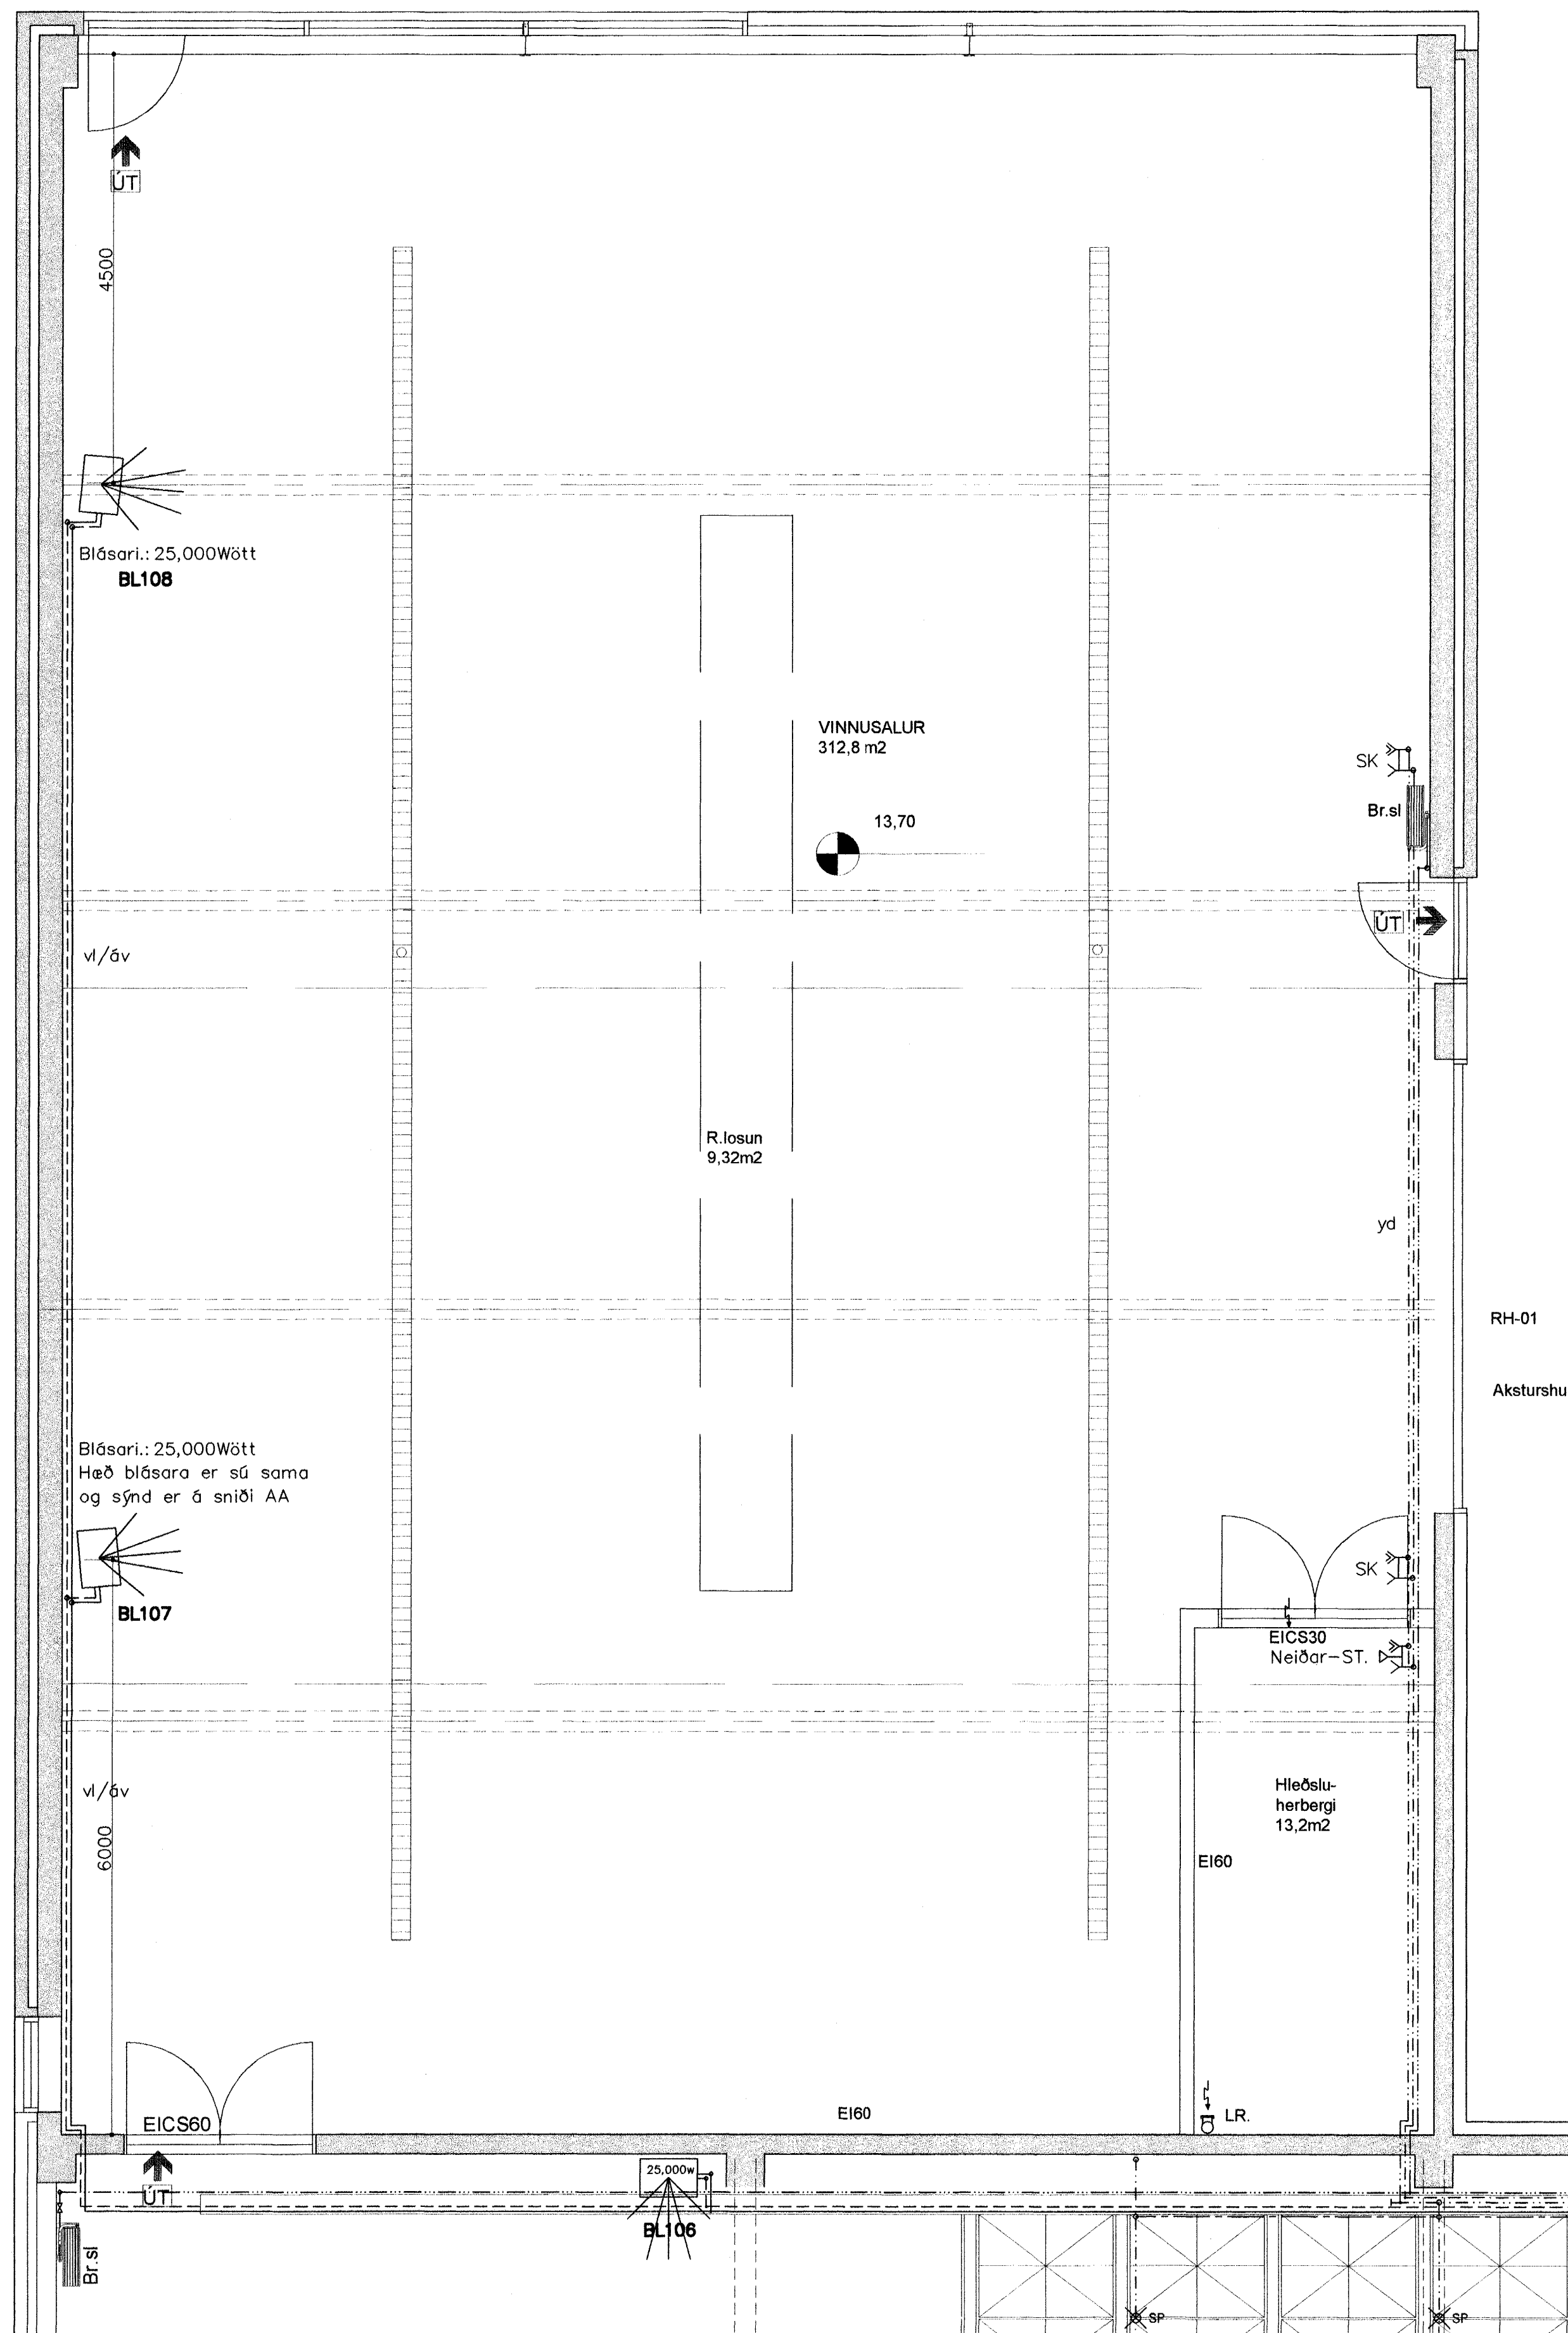 ÚT
4500
Blásari.: 25,000Wött
BL108
VINNUSALUR
312,8 m2
SK
Br.sl
13,70
ÚT
vl/áv
R.losun
9,32m2
yd
RH-01
Aksturshu
Blásari.: 25,000Wött
Hæð blásara er sú sama
og sýnd er á sniði AA
BL107
SK
EICS30
Neiðar-ST.
vl/áv
6000
Hleðslu-
herbergi
13,2m2
EI60
EICS60
EI60
LR.
ÚT
25,000w
BL106
Br.sl
SP
SP